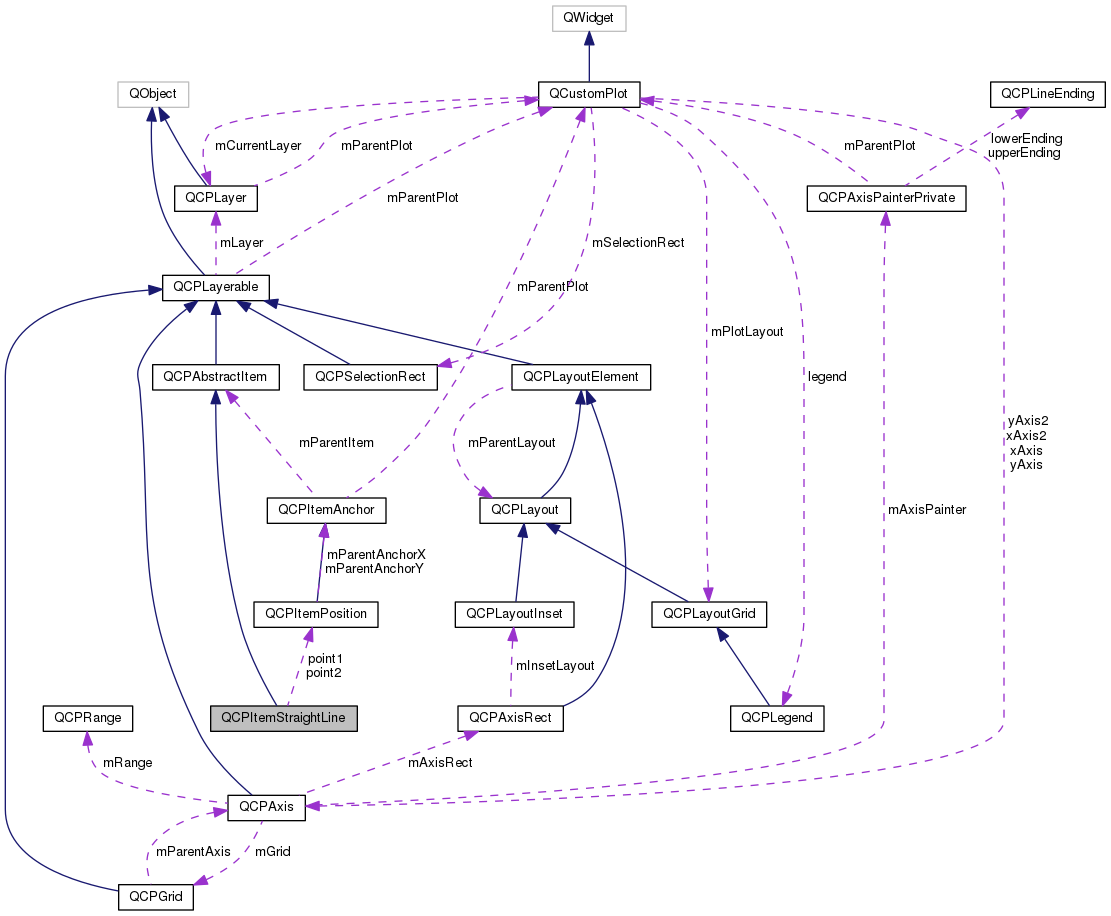 QWidget
QObject
QCustomPlot
QCPLineEnding
mCurrentLayer
mParentPlot
mParentPlot
lowerEnding
upperEnding
QCPLayer
mParentPlot
QCPAxisPainterPrivate
mLayer
mSelectionRect
QCPLayerable
mParentPlot
mPlotLayout
legend
QCPAbstractItem
QCPSelectionRect
QCPLayoutElement
yAxis2
xAxis2
xAxis
yAxis
mParentItem
mParentLayout
QCPItemAnchor
QCPLayout
mAxisPainter
mParentAnchorX
mParentAnchorY
QCPItemPosition
QCPLayoutInset
QCPLayoutGrid
point1
point2
mInsetLayout
QCPRange
QCPItemStraightLine
QCPAxisRect
QCPLegend
mRange
mAxisRect
QCPAxis
mParentAxis
mGrid
QCPGrid